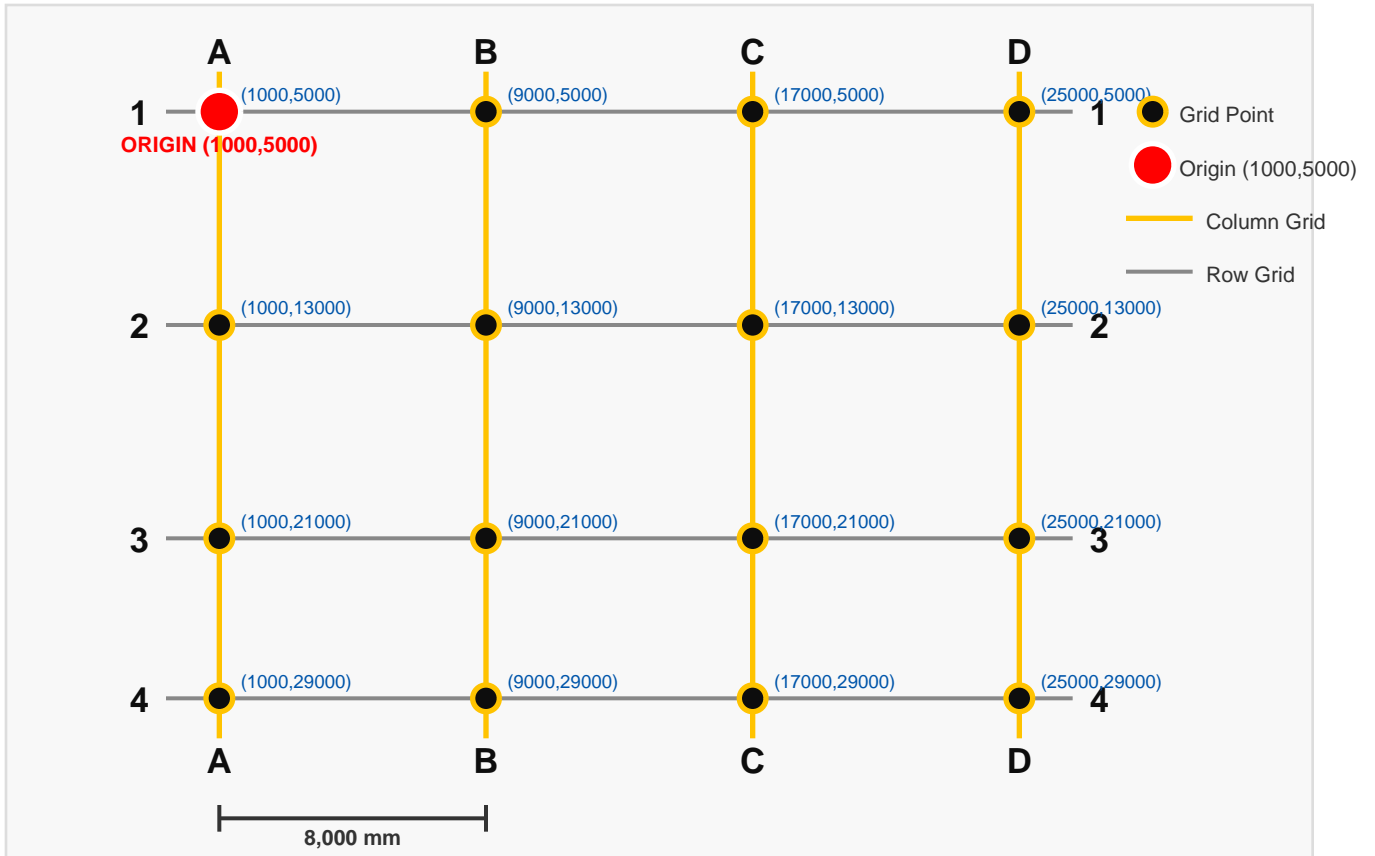 A B C D
(1000,5000) (9000,5000) (17000,5000) (25000,5000)
1 1 Grid Point
ORIGIN (1000,5000)
Origin (1000,5000)
Column Grid
Row Grid
(1000,13000) (9000,13000) (17000,13000) (25000,13000)
2 2
(1000,21000) (9000,21000) (17000,21000) (25000,21000)
3 3
(1000,29000) (9000,29000) (17000,29000) (25000,29000)
4 4
A B C D
8,000 mm